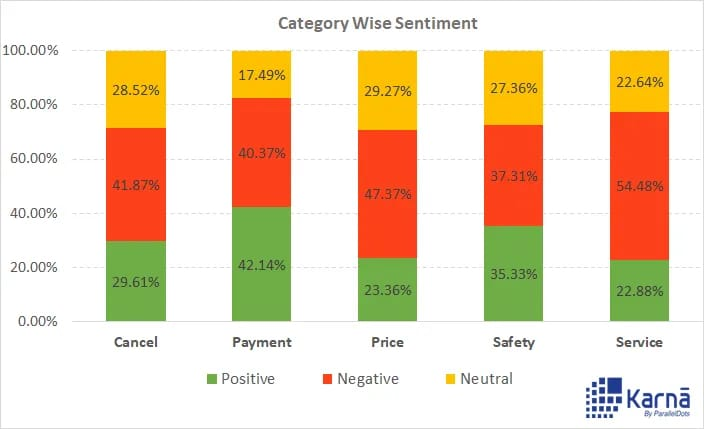 Category Wise Sentiment
100.00%
80.00%
60.00%
40.00%
20.00%
0.00%
28.52% 17.49% 29.27% 27.36% 22.64%
41.87% 40.37% 47.37% 37.31% 54.48%
29.61% 42.14% 23.36% 35.33% 22.88%
Cancel Payment Price Safety Service
Positive Negative Neutral
Karnā
By ParallelDots